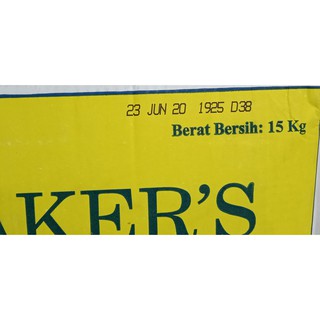 23 JUN 20 1925 D38
Berat Bersih: 15 Kg
AKER'S